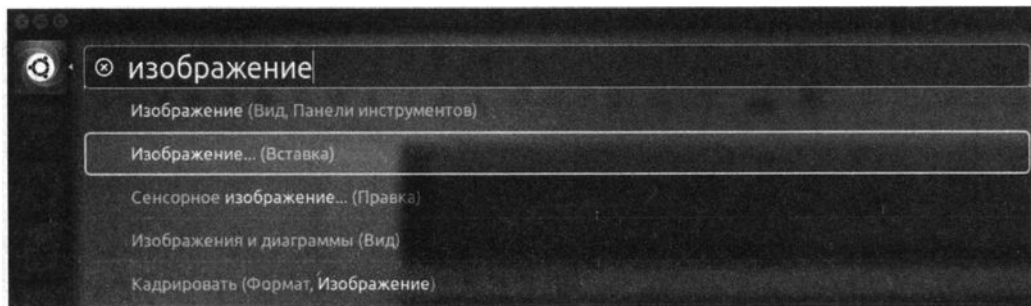 изображение
Изображение (Вид, Панели инструментов)
Изображение... (Вставка)
Сенсорное изображение... (Правка)
Изображения и диаграммы (Вид)
Кадрировать (Формат, Изображение)